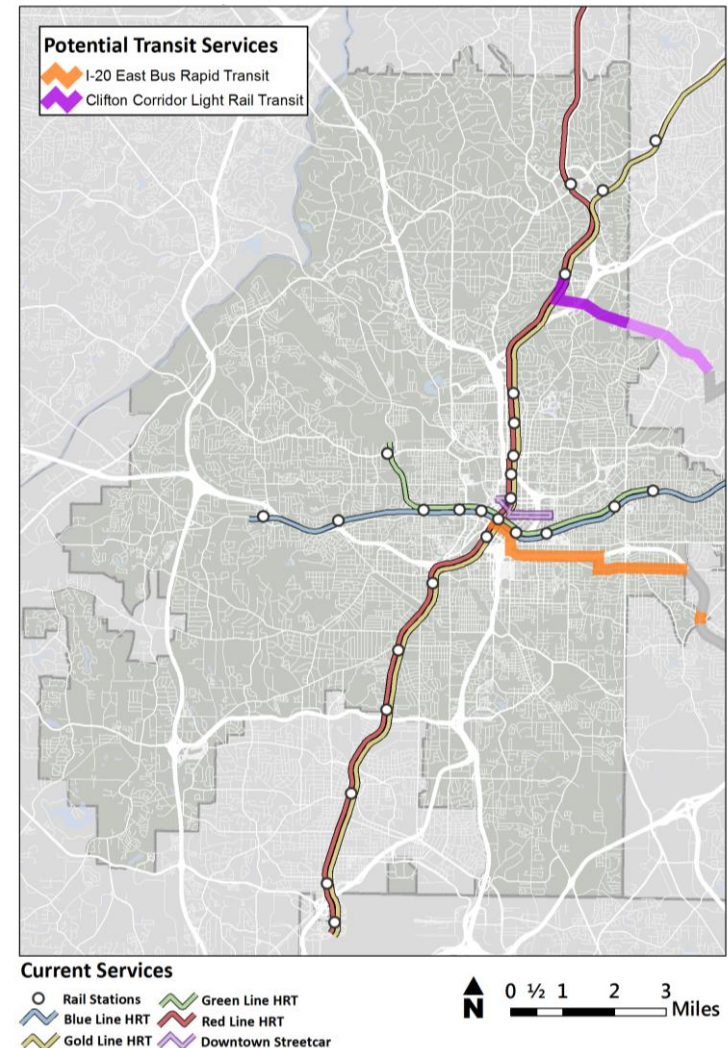 Potential Transit Services
I-20 East Bus Rapid Transit
Clifton Corridor Light Rail Transit
Current Services
Rail Stations
Green Line HRT
Blue Line HRT
Red Line HRT
Gold Line HRT
Downtown Streetcar
N
0 ½ 1 2 3
Miles